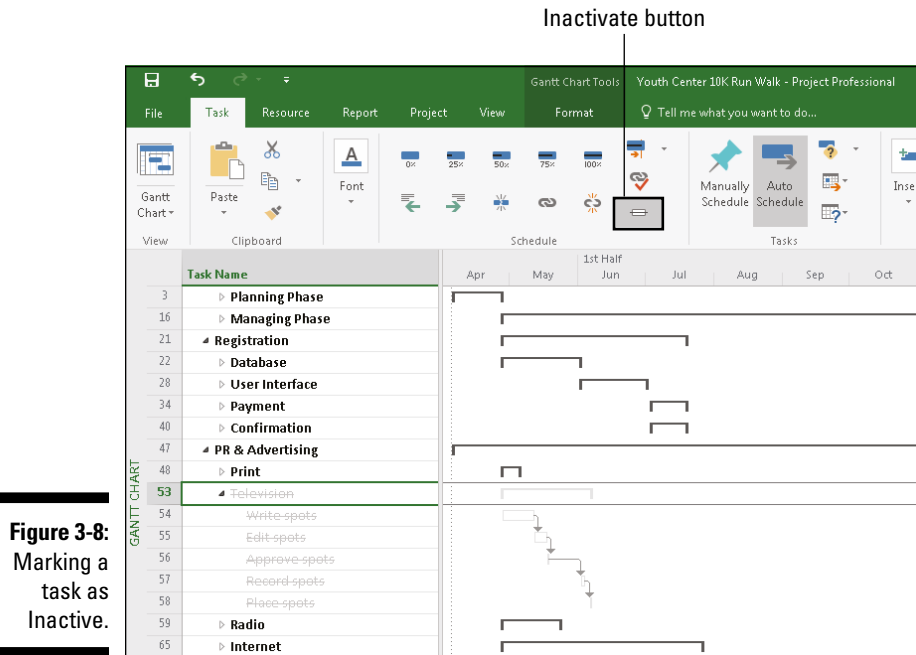 Inactivate button
Gantt Chart Tools Youth Center 10K Run Walk - Project Professional
File Task Resource Report Project View Format Tell me what you want to do...
0% 25% 50% 75% 100%
Gantt Chart Paste Font Manually Schedule Auto Schedule Inse
View Clipboard Schedule Tasks
1st Half
Task Name Apr May Jun Jul Aug Sep Oct
GANTT CHART
3 Planning Phase
16 Managing Phase
21 Registration
22 Database
28 User Interface
34 Payment
40 Confirmation
47 PR & Advertising
48 Print
53 Television
54 Write spots
55 Edit spots
56 Approve spots
57 Record spots
58 Place spots
59 Radio
65 Internet
Figure 3-8:
Marking a
task as
Inactive.